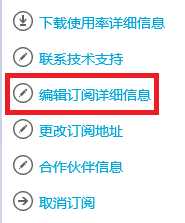 下载使用率详细信息
联系技术支持
编辑订阅详细信息
更改订阅地址
合作伙伴信息
取消订阅